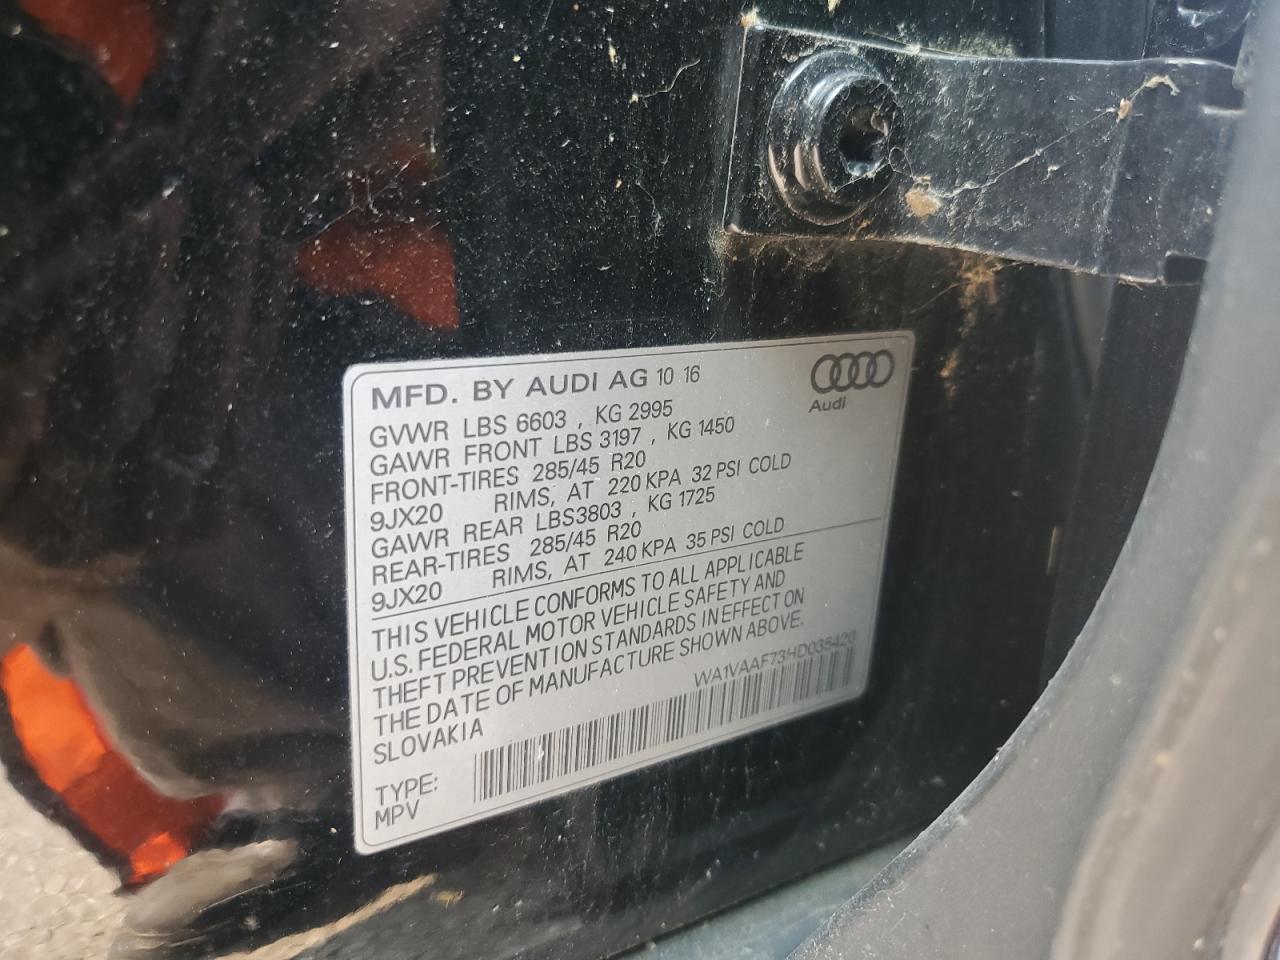 MFD. BY AUDI AG 10 16
Audi
GVWR LBS 6603 , KG 2995
GAWR FRONT LBS 3197 , KG 1450
FRONT-TIRES 285/45 R20
9JX20 RIMS, AT 220 KPA 32 PSI COLD
GAWR REAR LBS3803 , KG 1725
REAR-TIRES 285/45 R20
9JX20 RIMS, AT 240 KPA 35 PSI COLD
THIS VEHICLE CONFORMS TO ALL APPLICABLE
U.S. FEDERAL MOTOR VEHICLE SAFETY AND
THEFT PREVENTION STANDARDS IN EFFECT ON
THE DATE OF MANUFACTURE SHOWN ABOVE.
SLOVAKIA
WA1VAAF73HD035420
TYPE:
MPV